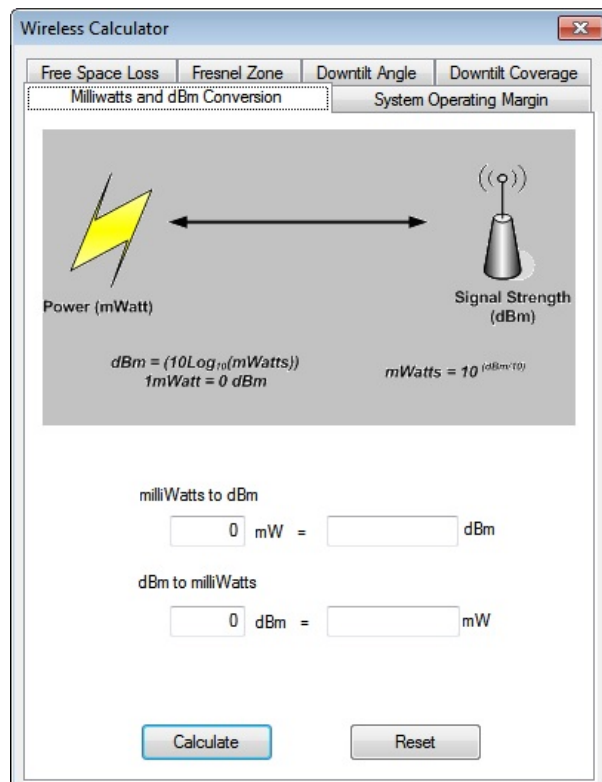 Wireless Calculator
Free Space Loss Fresnel Zone Downtilt Angle Downtilt Coverage
Milliwatts and dBm Conversion System Operating Margin
Power (mWatt)
Signal Strength
(dBm)
dBm = (10Log10(mWatts))
1mWatt = 0 dBm
mWatts = 10 (dBm/10)
milliWatts to dBm
0 mW = dBm
dBm to milliWatts
0 dBm = mW
Calculate Reset